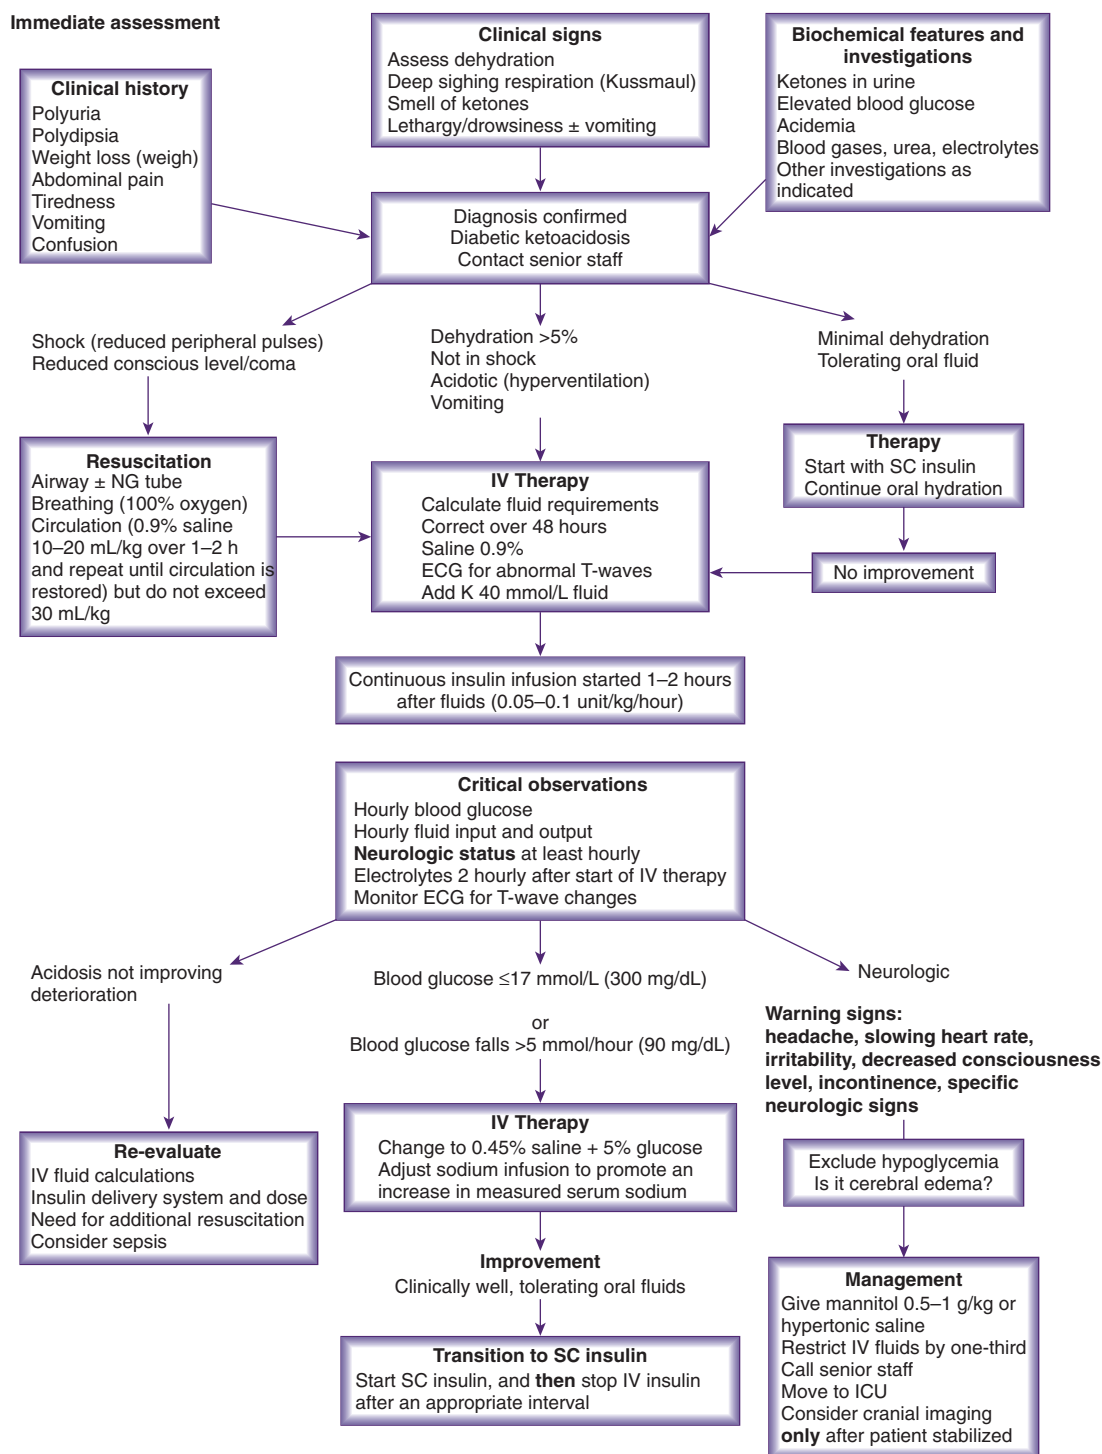 Immediate assessment
Clinical history
Polyuria
Polydipsia
Weight loss (weigh)
Abdominal pain
Tiredness
Vomiting
Confusion
Clinical signs
Assess dehydration
Deep sighing respiration (Kussmaul)
Smell of ketones
Lethargy/drowsiness ± vomiting
Biochemical features and
investigations
Ketones in urine
Elevated blood glucose
Acidemia
Blood gases, urea, electrolytes
Other investigations as
indicated
Diagnosis confirmed
Diabetic ketoacidosis
Contact senior staff
Shock (reduced peripheral pulses)
Reduced conscious level/coma
Dehydration >5%
Not in shock
Acidotic (hyperventilation)
Vomiting
Minimal dehydration
Tolerating oral fluid
Resuscitation
Airway ± NG tube
Breathing (100% oxygen)
Circulation (0.9% saline
10–20 mL/kg over 1–2 h
and repeat until circulation is
restored) but do not exceed
30 mL/kg
IV Therapy
Calculate fluid requirements
Correct over 48 hours
Saline 0.9%
ECG for abnormal T-waves
Add K 40 mmol/L fluid
Therapy
Start with SC insulin
Continue oral hydration
No improvement
Continuous insulin infusion started 1–2 hours
after fluids (0.05–0.1 unit/kg/hour)
Critical observations
Hourly blood glucose
Hourly fluid input and output
Neurologic status at least hourly
Electrolytes 2 hourly after start of IV therapy
Monitor ECG for T-wave changes
Acidosis not improving
deterioration
Blood glucose ≤17 mmol/L (300 mg/dL)
or
Blood glucose falls >5 mmol/hour (90 mg/dL)
Neurologic
Warning signs:
headache, slowing heart rate,
irritability, decreased consciousness
level, incontinence, specific
neurologic signs
Re-evaluate
IV fluid calculations
Insulin delivery system and dose
Need for additional resuscitation
Consider sepsis
IV Therapy
Change to 0.45% saline + 5% glucose
Adjust sodium infusion to promote an
increase in measured serum sodium
Exclude hypoglycemia
Is it cerebral edema?
Improvement
Clinically well, tolerating oral fluids
Transition to SC insulin
Start SC insulin, and then stop IV insulin
after an appropriate interval
Management
Give mannitol 0.5–1 g/kg or
hypertonic saline
Restrict IV fluids by one-third
Call senior staff
Move to ICU
Consider cranial imaging
only after patient stabilized